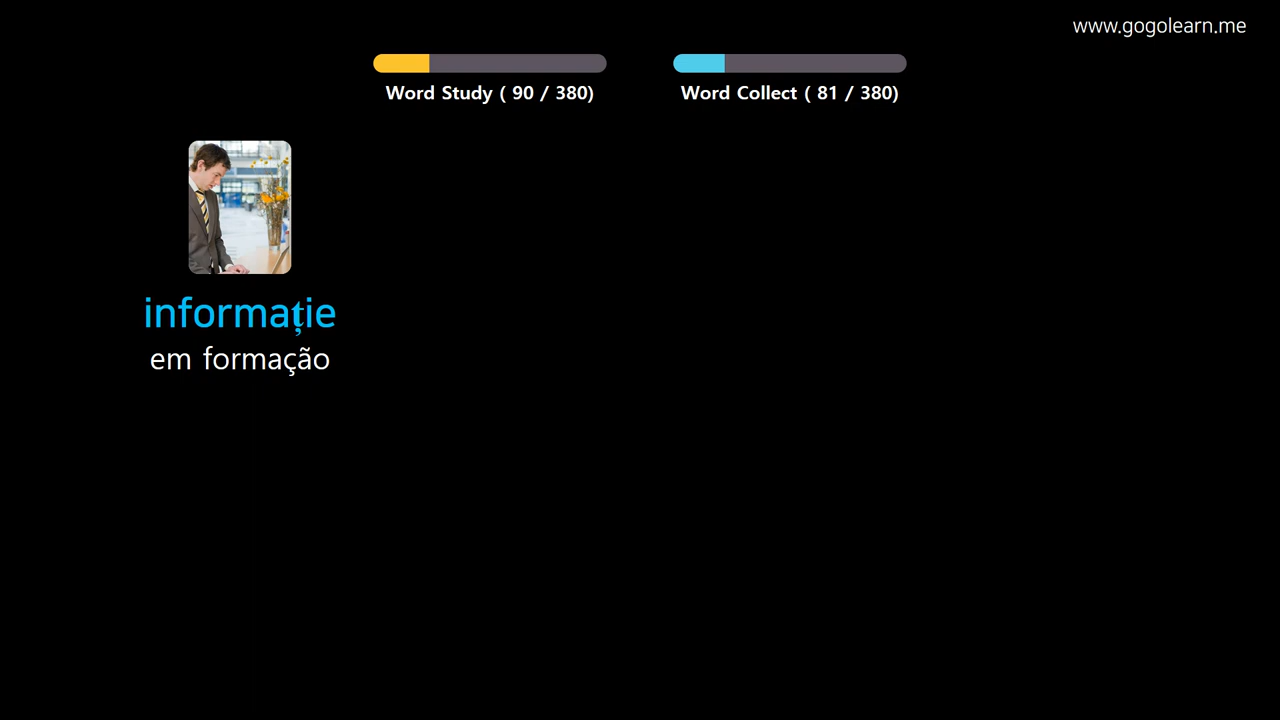 www.gogolearn.me
Word Study ( 90 / 380)
Word Collect ( 81 / 380)
informație
em formação